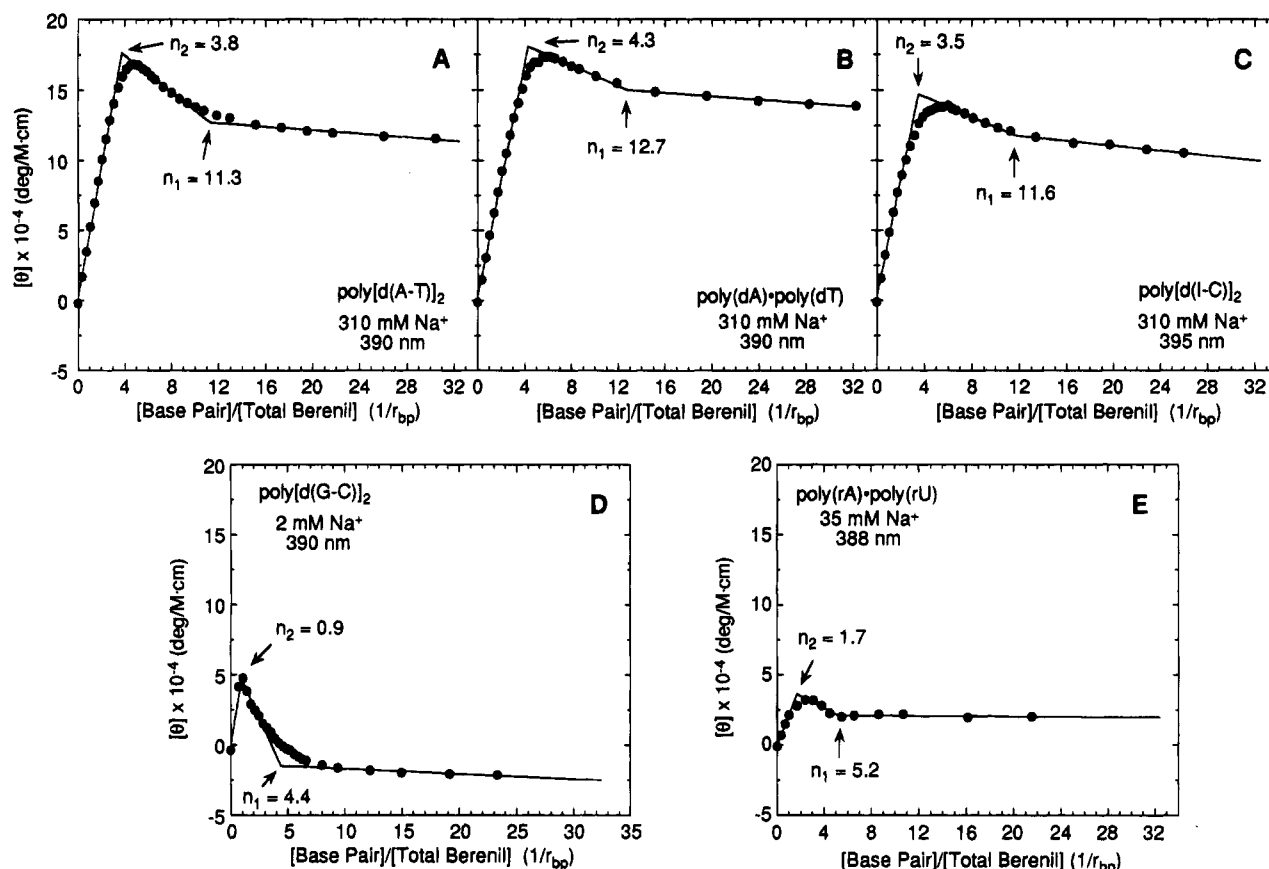 [θ] x 10⁻⁴ (deg/M·cm)
20
15
10
5
0
-5
n₂ = 3.8
A
n₁ = 11.3
poly[d(A-T)]₂
310 mM Na⁺
390 nm
0 4 8 12 16 20 24 28 32
[Base Pair]/[Total Berenil] (1/r_bp)
n₂ = 4.3
B
n₁ = 12.7
poly(dA)•poly(dT)
310 mM Na⁺
390 nm
0 4 8 12 16 20 24 28 32
[Base Pair]/[Total Berenil] (1/r_bp)
n₂ = 3.5
C
n₁ = 11.6
poly[d(I-C)]₂
310 mM Na⁺
395 nm
0 4 8 12 16 20 24 28 32
[Base Pair]/[Total Berenil] (1/r_bp)
[θ] x 10⁻⁴ (deg/M·cm)
20
15
10
5
0
-5
poly[d(G-C)]₂
D
2 mM Na⁺
390 nm
n₂ = 0.9
n₁ = 4.4
0 5 10 15 20 25 30 35
[Base Pair]/[Total Berenil] (1/r_bp)
[θ] x 10⁻⁴ (deg/M·cm)
20
15
10
5
0
-5
poly(rA)•poly(rU)
E
35 mM Na⁺
388 nm
n₂ = 1.7
n₁ = 5.2
0 4 8 12 16 20 24 28 32
[Base Pair]/[Total Berenil] (1/r_bp)